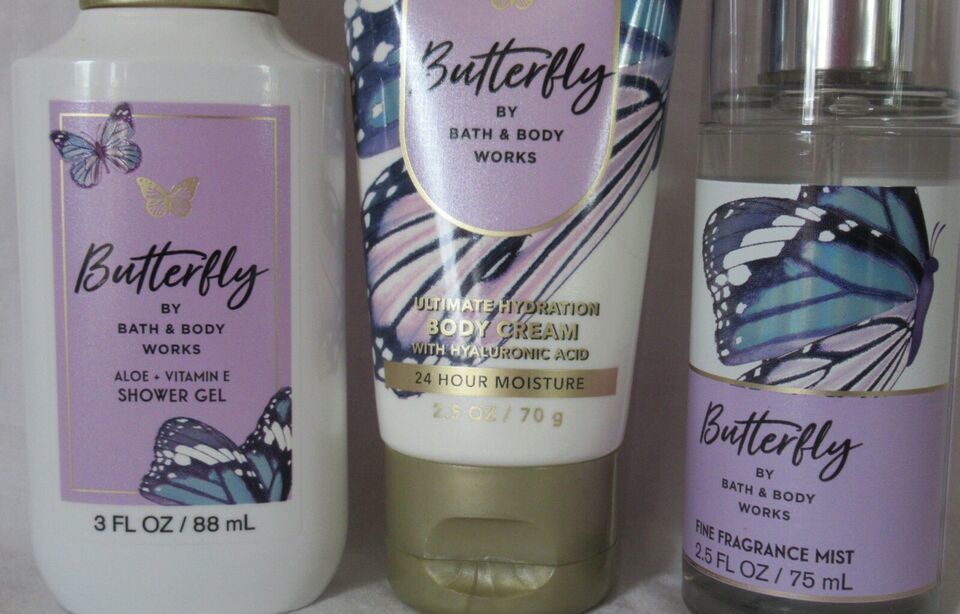 Butterfly
BY
BATH & BODY
WORKS
ALOE + VITAMIN E
SHOWER GEL
3 FL OZ / 88 mL
Butterfly
BY
BATH & BODY
WORKS
ULTIMATE HYDRATION
BODY CREAM
WITH HYALURONIC ACID
24 HOUR MOISTURE
2.5 OZ / 70 g
Butterfly
BY
BATH & BODY
WORKS
FINE FRAGRANCE MIST
2.5 FL OZ / 75 mL